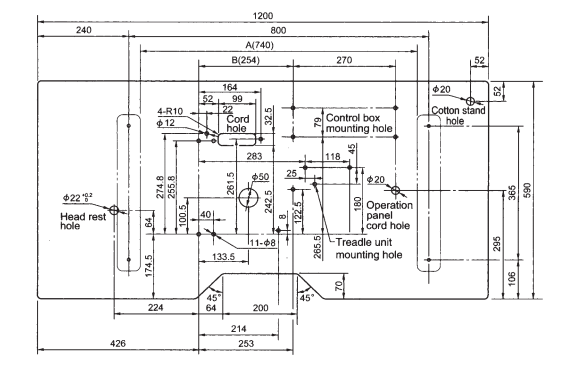 1200
240
800
A(740)
B(254)
270
52
164
52
99
22
4-R10
φ12
Cord
hole
32.5
79
Control box
mounting hole
φ20
52
Cotton stand
hole
283
118
45
25
φ50
261.5
274.8
255.8
100.5
242.5
8
122.5
265.5
180
φ20
Operation
panel
cord hole
365
590
φ22 +0.2 0
Head rest
hole
64
40
11-φ8
133.5
Treadle unit
mounting hole
174.5
295
106
45°
45°
70
224
64
200
214
426
253